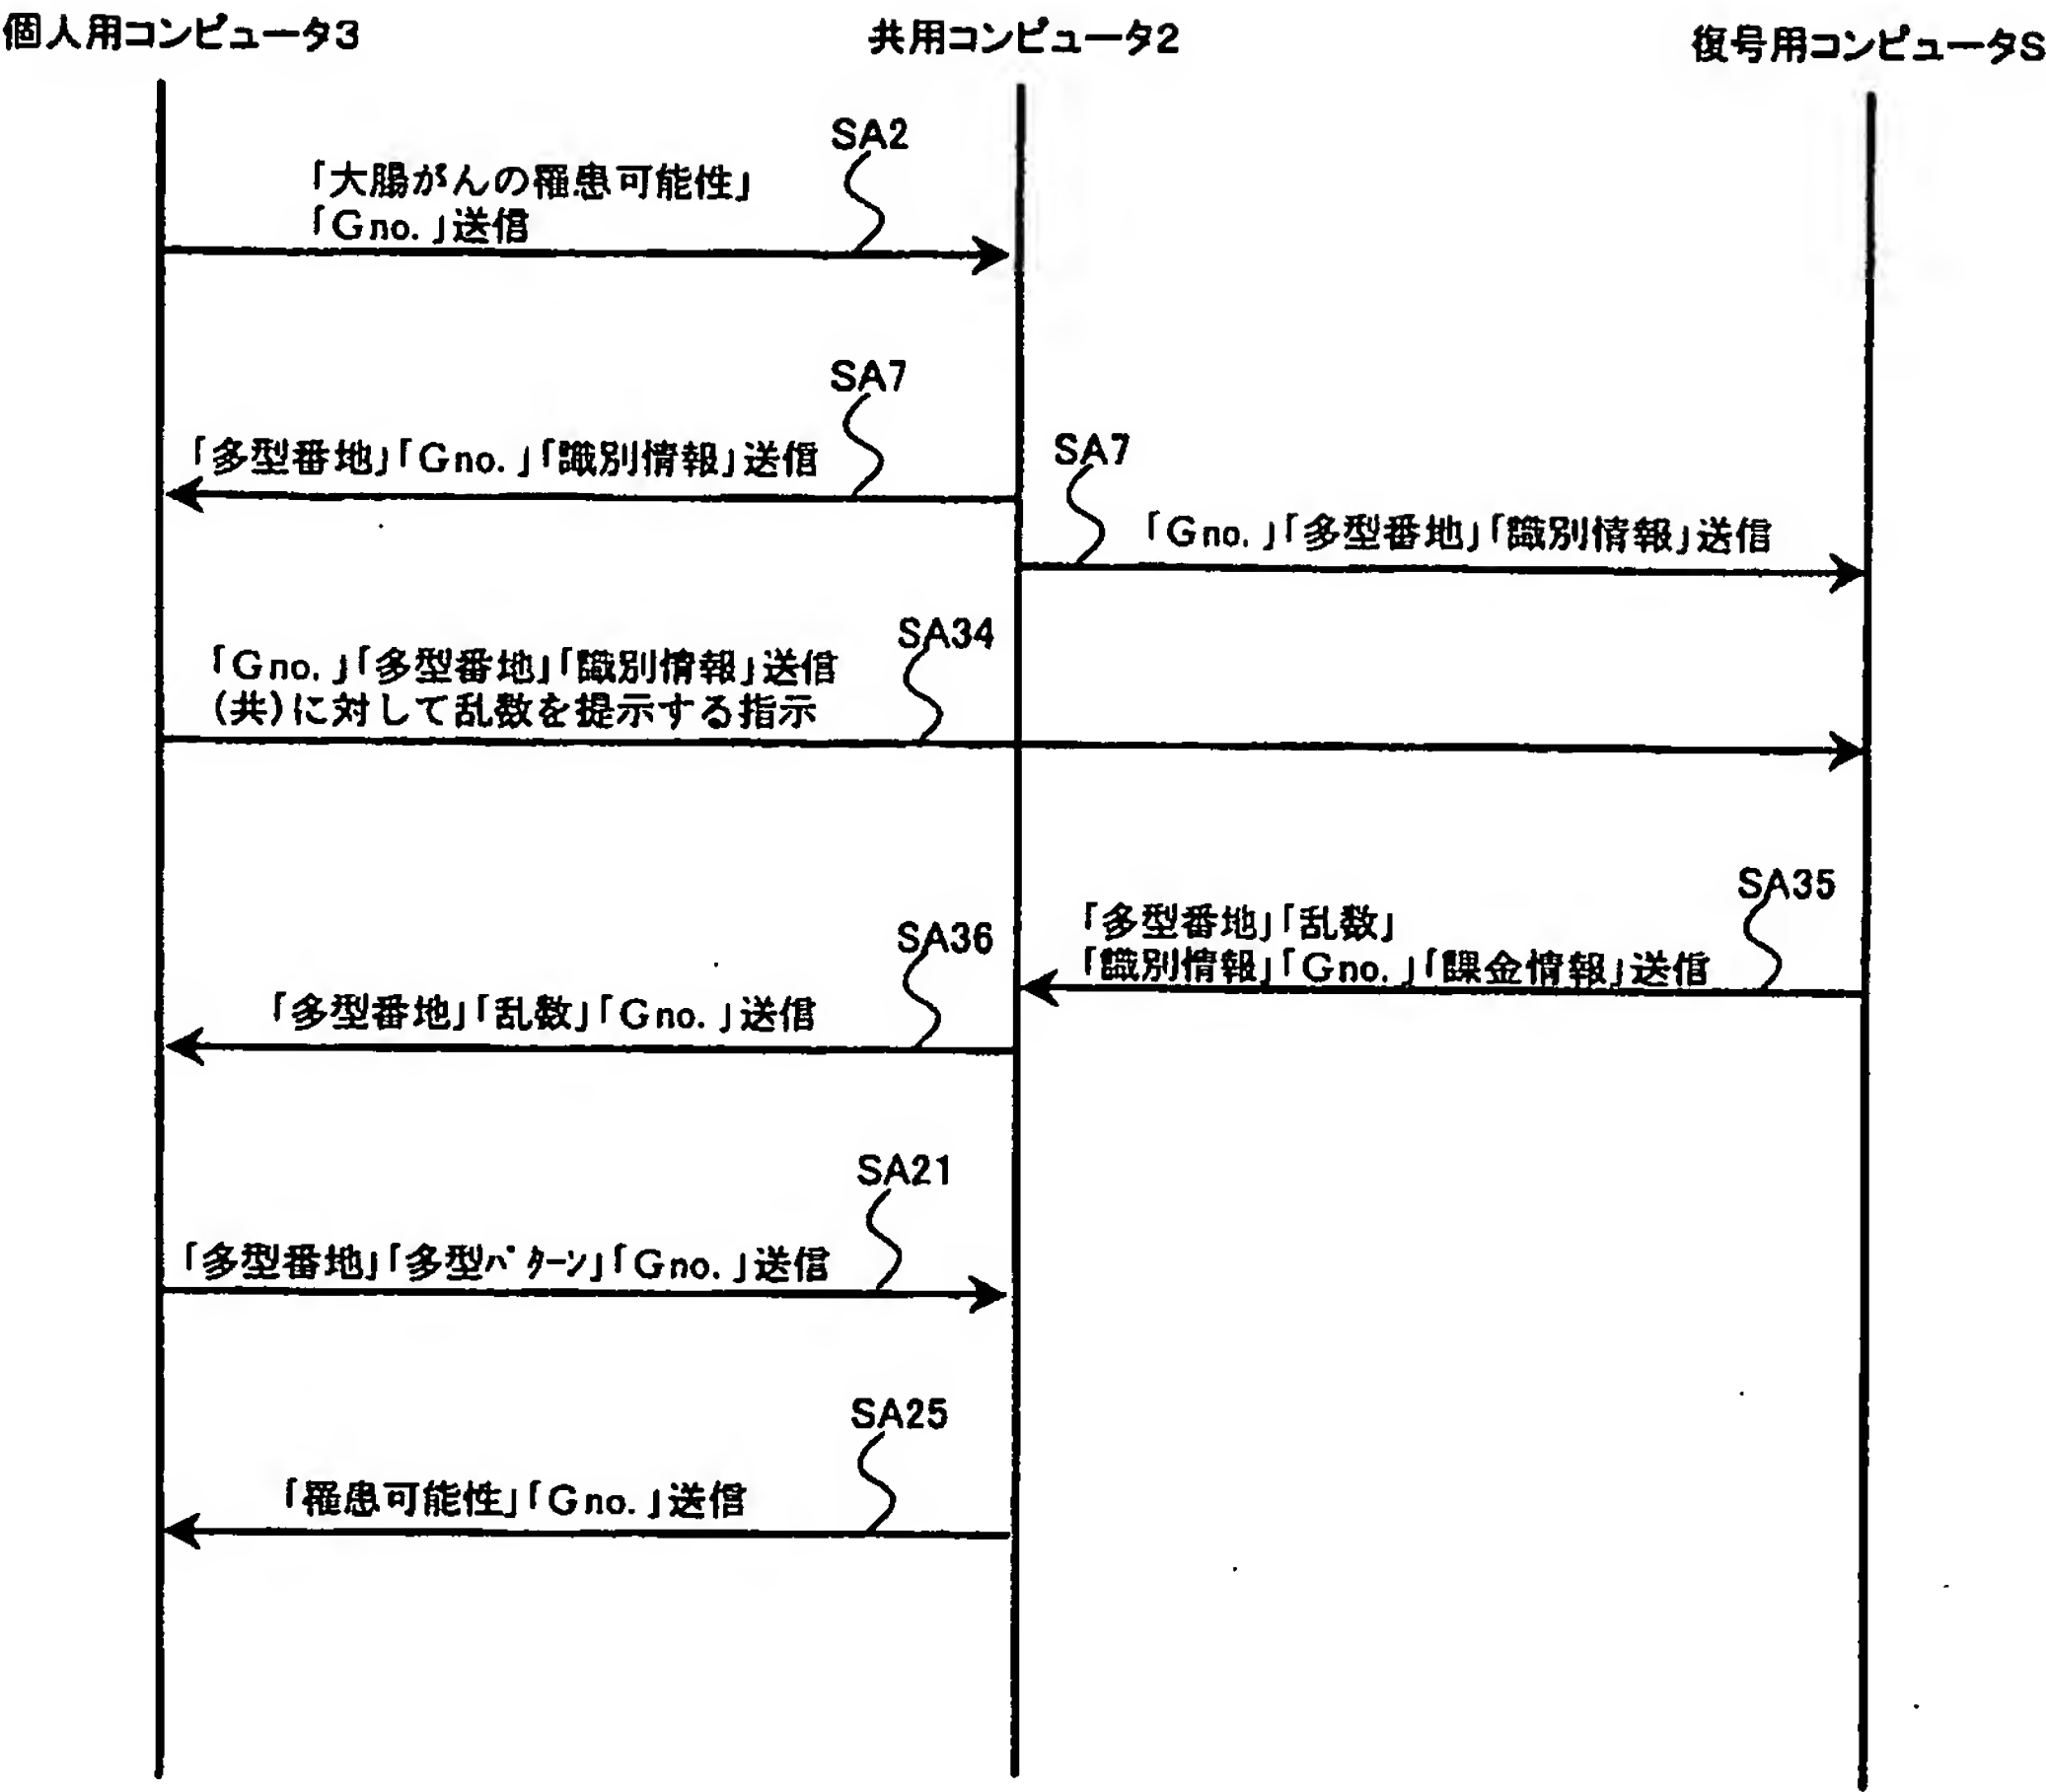 個人用コンピュータ3
共用コンピュータ2
復号用コンピュータS
SA2
「大腸がんの罹患可能性」
「Gno.」送信
SA7
「多型番地」「Gno.」「識別情報」送信
SA7
「Gno.」「多型番地」「識別情報」送信
SA34
「Gno.」「多型番地」「識別情報」送信
(共)に対して乱数を提示する指示
SA35
「多型番地」「乱数」
「識別情報」「Gno.」「課金情報」送信
SA36
「多型番地」「乱数」「Gno.」送信
SA21
「多型番地」「多型ﾊﾟﾀｰﾝ」「Gno.」送信
SA25
「罹患可能性」「Gno.」送信